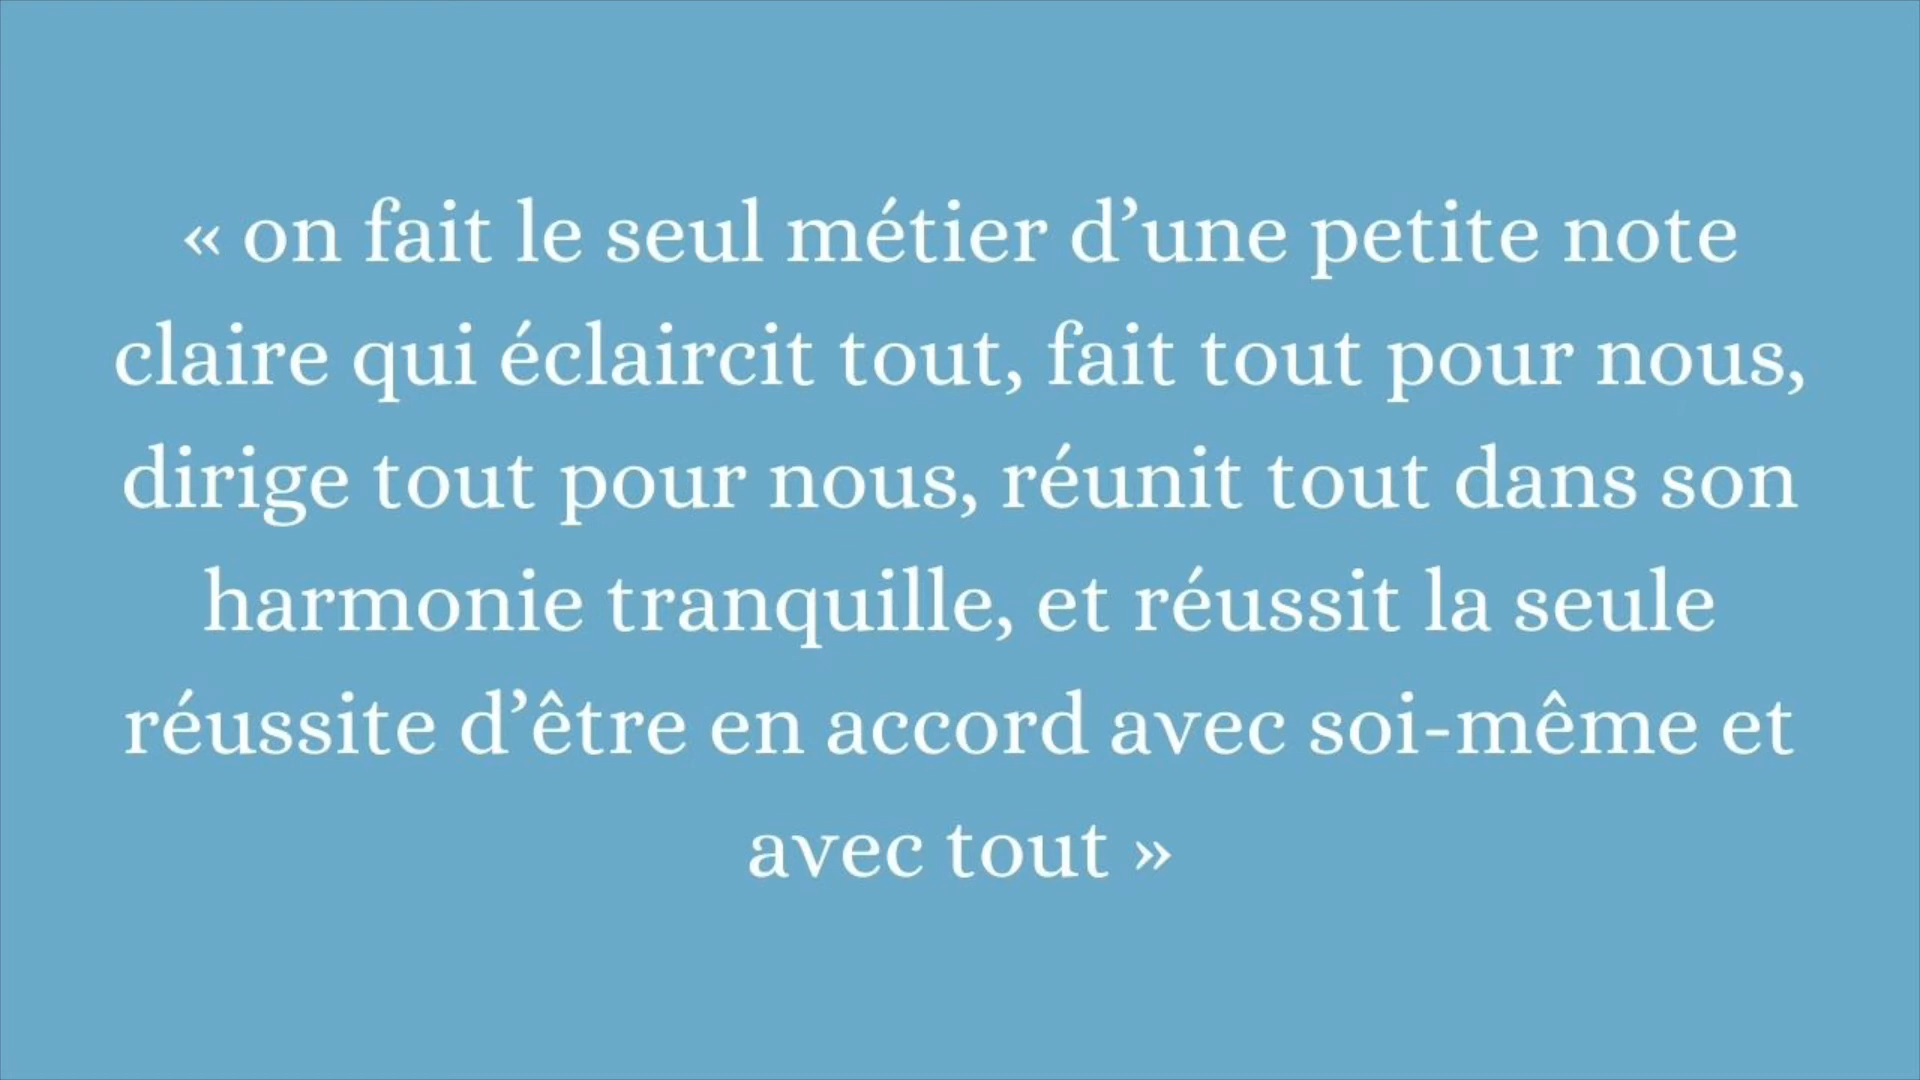 « on fait le seul métier d’une petite note
claire qui éclaircit tout, fait tout pour nous,
dirige tout pour nous, réunit tout dans son
harmonie tranquille, et réussit la seule
réussite d’être en accord avec soi-même et
avec tout »